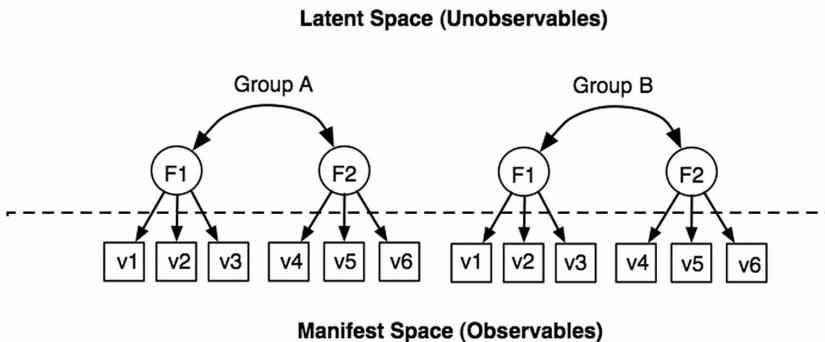 Latent Space (Unobservables)
Group A Group B
F1 F2 F1 F2
v1 v2 v3 v4 v5 v6 v1 v2 v3 v4 v5 v6
Manifest Space (Observables)